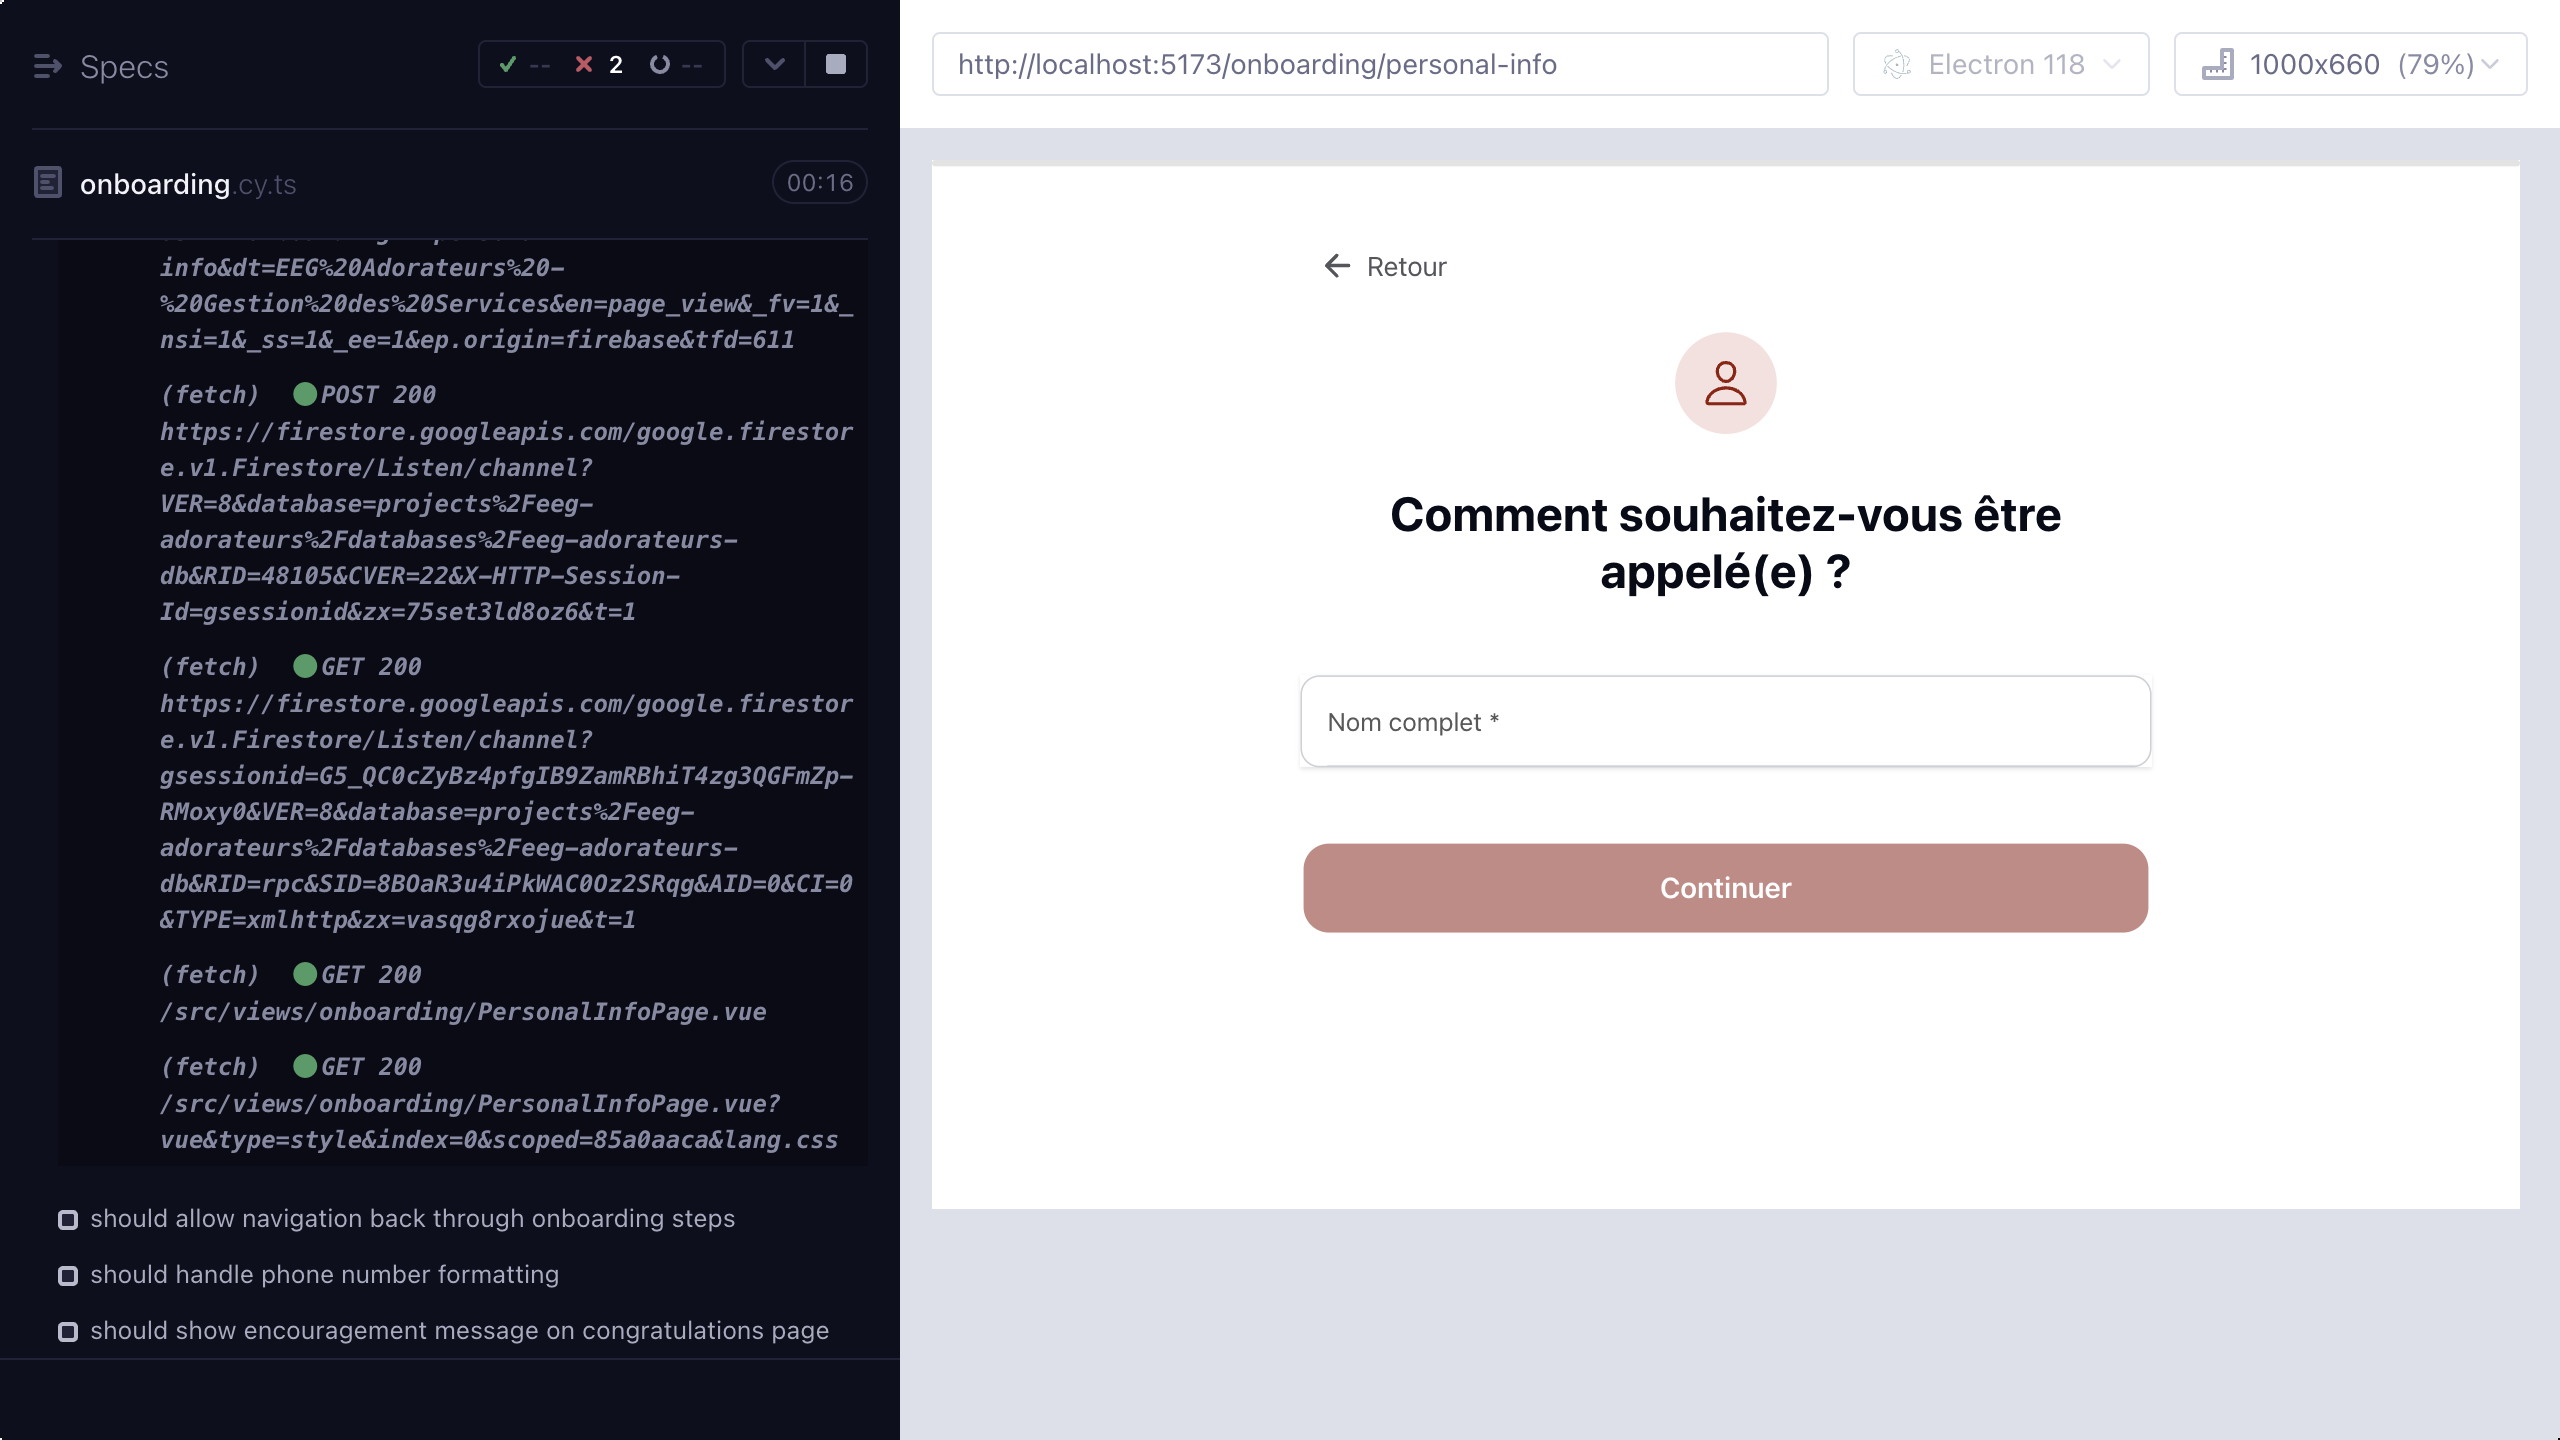 Specs
-- 2 --
onboarding.cy.ts
00:16
info&dt=EEG%20Adorateurs%20-
%20Gestion%20des%20Services&en=page_view&_fv=1&_
nsi=1&_ss=1&_ee=1&ep.origin=firebase&tfd=611
(fetch) POST 200
https://firestore.googleapis.com/google.firestor
e.v1.Firestore/Listen/channel?
VER=8&database=projects%2Feeg-
adorateurs%2Fdatabases%2Feeg-adorateurs-
db&RID=48105&CVER=22&X-HTTP-Session-
Id=gsessionid&zx=75set3ld8oz6&t=1
(fetch) GET 200
https://firestore.googleapis.com/google.firestor
e.v1.Firestore/Listen/channel?
gsessionid=G5_QC0cZyBz4pfgIB9ZamRBhiT4zg3QGFmZp-
RMoxy0&VER=8&database=projects%2Feeg-
adorateurs%2Fdatabases%2Feeg-adorateurs-
db&RID=rpc&SID=8BOaR3u4iPkWAC0Oz2SRqg&AID=0&CI=0
&TYPE=xmlhttp&zx=vasqg8rxojue&t=1
(fetch) GET 200
/src/views/onboarding/PersonalInfoPage.vue
(fetch) GET 200
/src/views/onboarding/PersonalInfoPage.vue?
vue&type=style&index=0&scoped=85a0aaca&lang.css
should allow navigation back through onboarding steps
should handle phone number formatting
should show encouragement message on congratulations page
http://localhost:5173/onboarding/personal-info
Electron 118
1000x660 (79%)
Retour
Comment souhaitez-vous être
appelé(e) ?
Nom complet *
Continuer